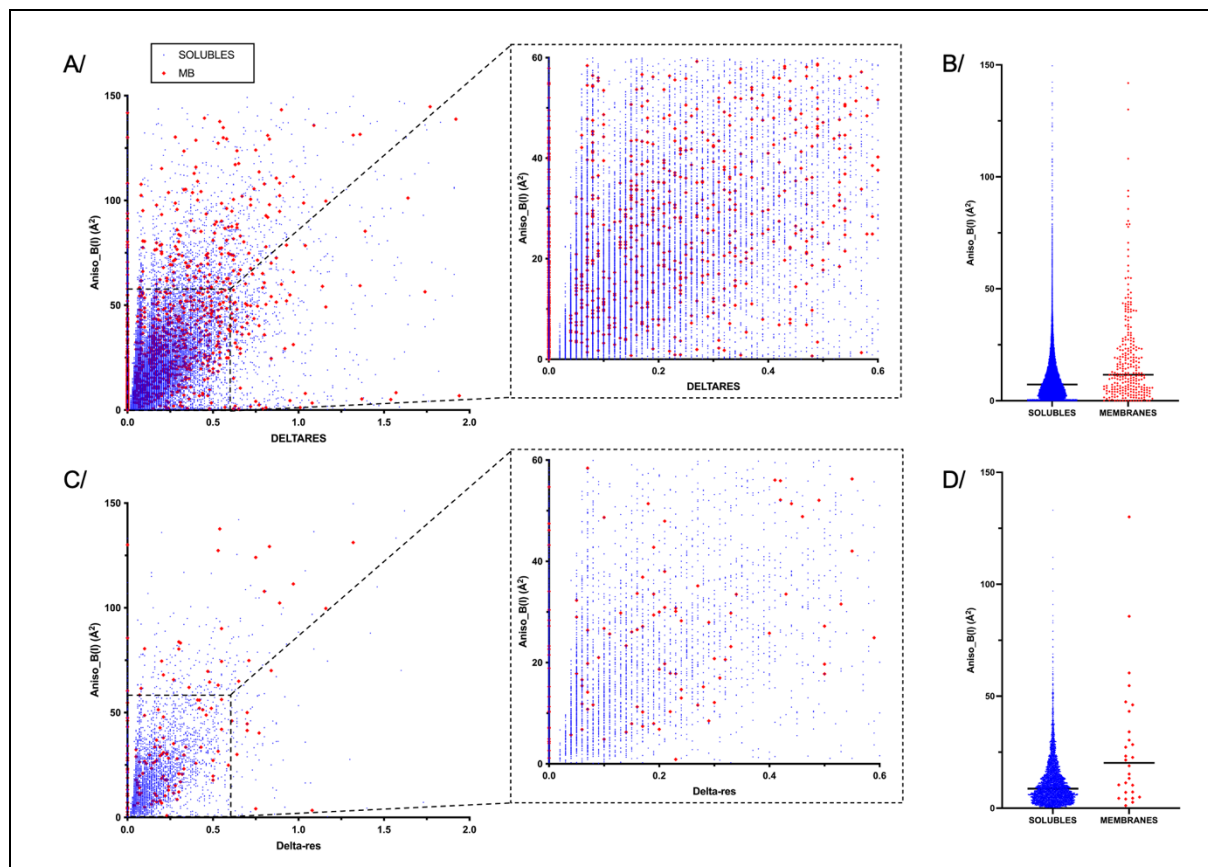 A/
SOLUBLES
MB
Aniso_B(I) (Å²)
150
100
50
0
0.0 0.5 1.0 1.5 2.0
DELTARES
Aniso_B(I) (Å²)
60
40
20
0
0.0 0.2 0.4 0.6
DELTARES
B/
Aniso_B(I) (Å²)
150
100
50
0
SOLUBLES MEMBRANES
C/
Aniso_B(I) (Å²)
150
100
50
0
0.0 0.5 1.0 1.5 2.0
Delta-res
Aniso_B(I) (Å²)
60
40
20
0
0.0 0.2 0.4 0.6
Delta-res
D/
Aniso_B(I) (Å²)
150
100
50
0
SOLUBLES MEMBRANES